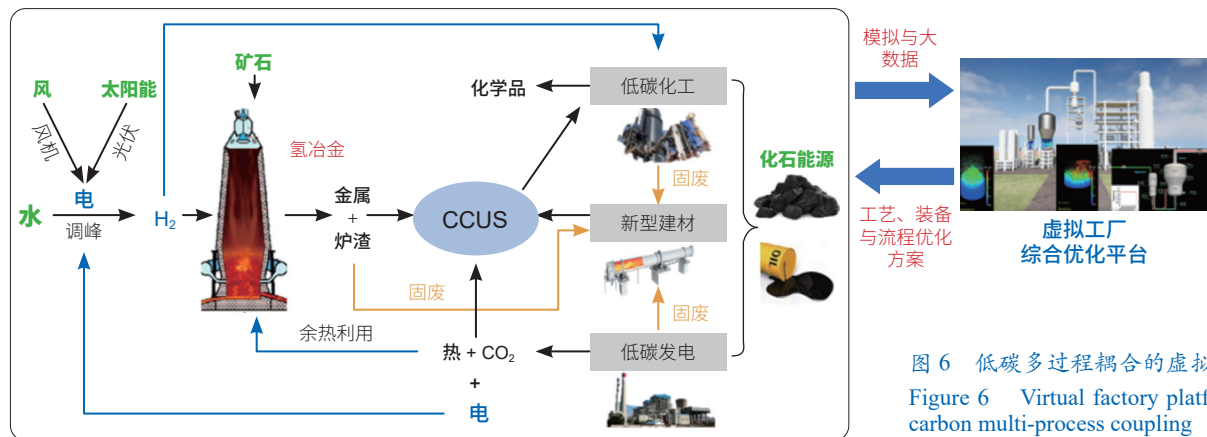 矿石
模拟与大
数据
风
太阳能
化学品
低碳化工
风机
光伏
氢冶金
化石能源
电
金属
+
炉渣
CCUS
固废
新型建材
工艺、装备
与流程优化
方案
虚拟工厂
综合优化平台
水
调峰
H₂
固废
固废
余热利用
热 + CO₂
低碳发电
+
电
OIL
图 6 低碳多过程耦合的虚拟
Figure 6 Virtual factory platf
carbon multi-process coupling